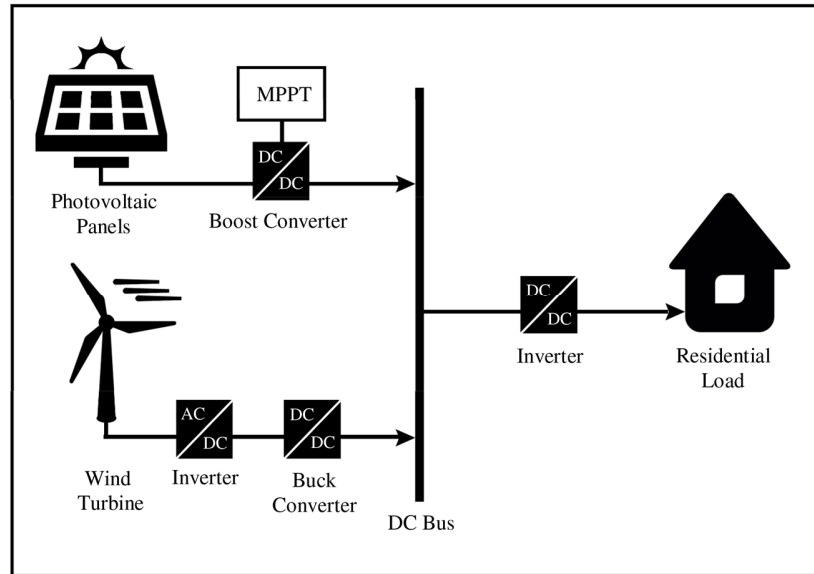 MPPT
DC
DC
Photovoltaic
Panels
Boost Converter
DC
DC
Inverter
Residential
Load
AC
DC
DC
DC
Wind
Turbine
Inverter
Buck
Converter
DC Bus